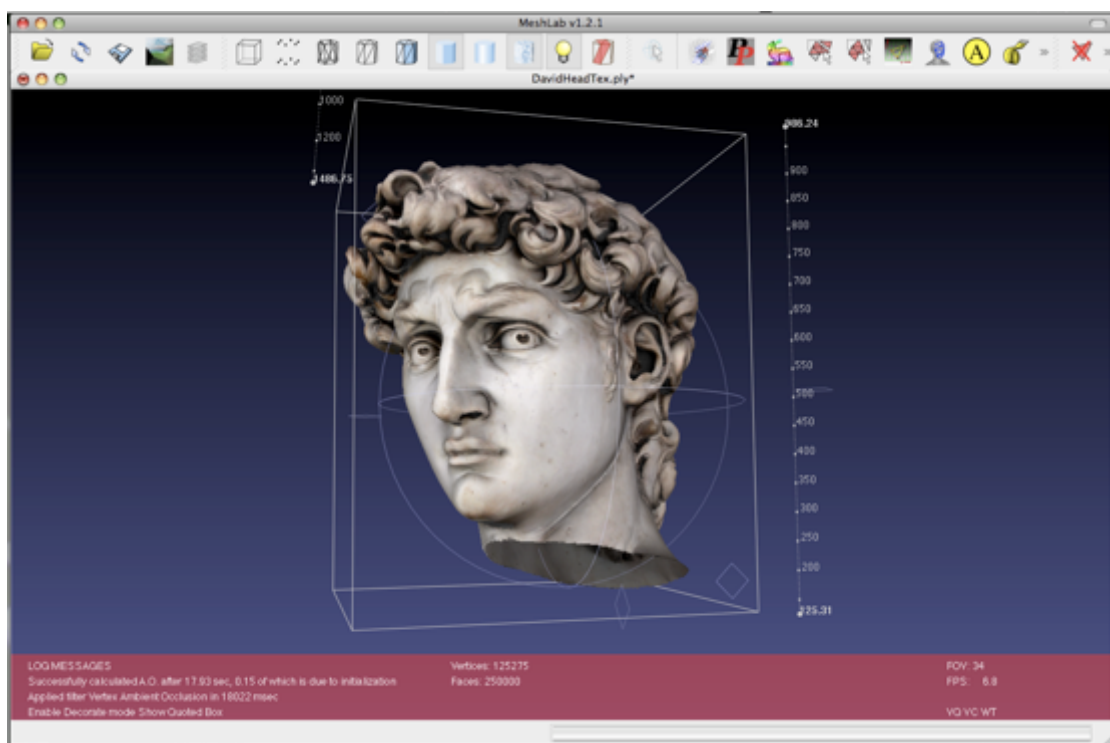 MeshLab v1.2.1
A
DavidHeadTex.ply*
1000
1200
1486.75
986.24
900
850
800
750
700
650
600
550
500
450
400
350
300
250
200
125.31
LOG MESSAGES
Successfully calculated A.O. after 17.93 sec, 0.15 of which is due to initialization
Applied filter Vertex Ambient Occlusion in 18022 msec
Enable Decorate mode Show Quoted Box
Vertices: 125275
Faces: 250000
FOV: 34
FPS: 6.8
VQ VC WT